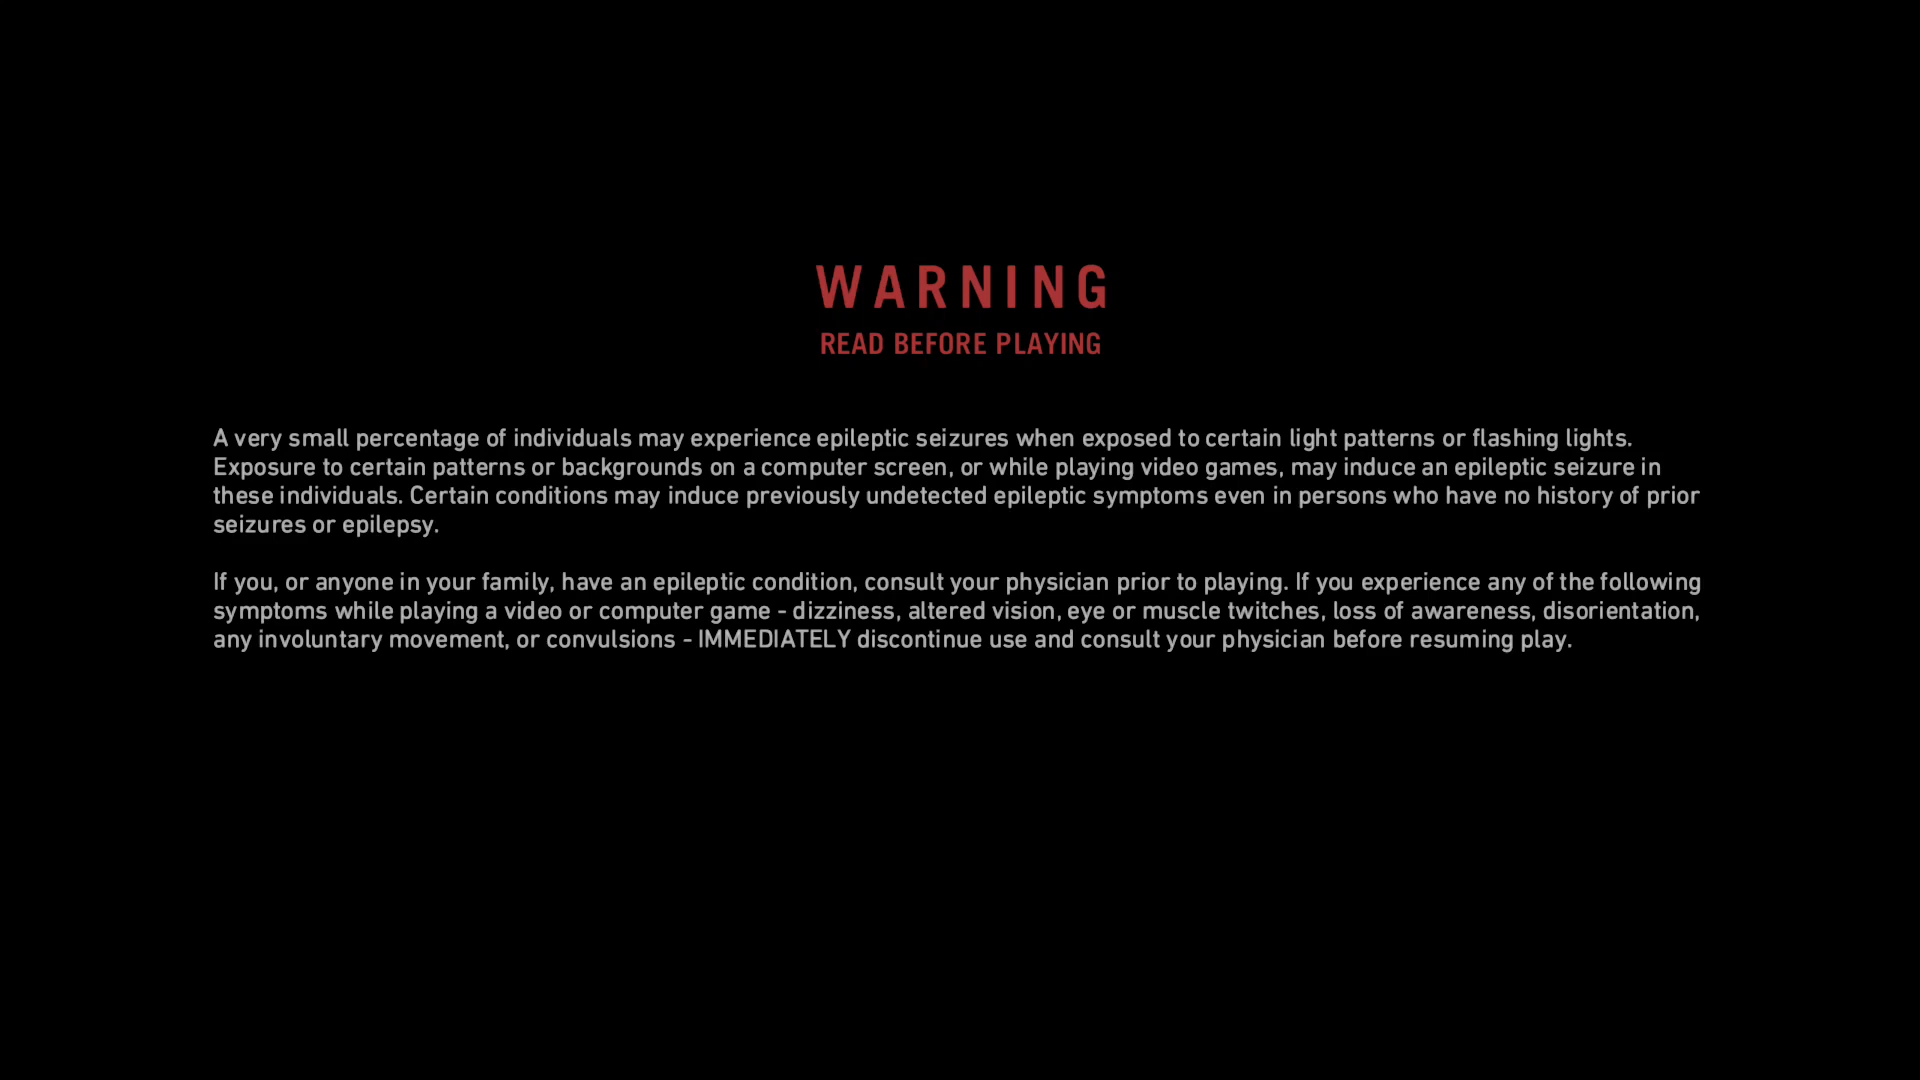 WARNING
READ BEFORE PLAYING
A very small percentage of individuals may experience epileptic seizures when exposed to certain light patterns or flashing lights.
Exposure to certain patterns or backgrounds on a computer screen, or while playing video games, may induce an epileptic seizure in
these individuals. Certain conditions may induce previously undetected epileptic symptoms even in persons who have no history of prior
seizures or epilepsy.
If you, or anyone in your family, have an epileptic condition, consult your physician prior to playing. If you experience any of the following
symptoms while playing a video or computer game - dizziness, altered vision, eye or muscle twitches, loss of awareness, disorientation,
any involuntary movement, or convulsions - IMMEDIATELY discontinue use and consult your physician before resuming play.